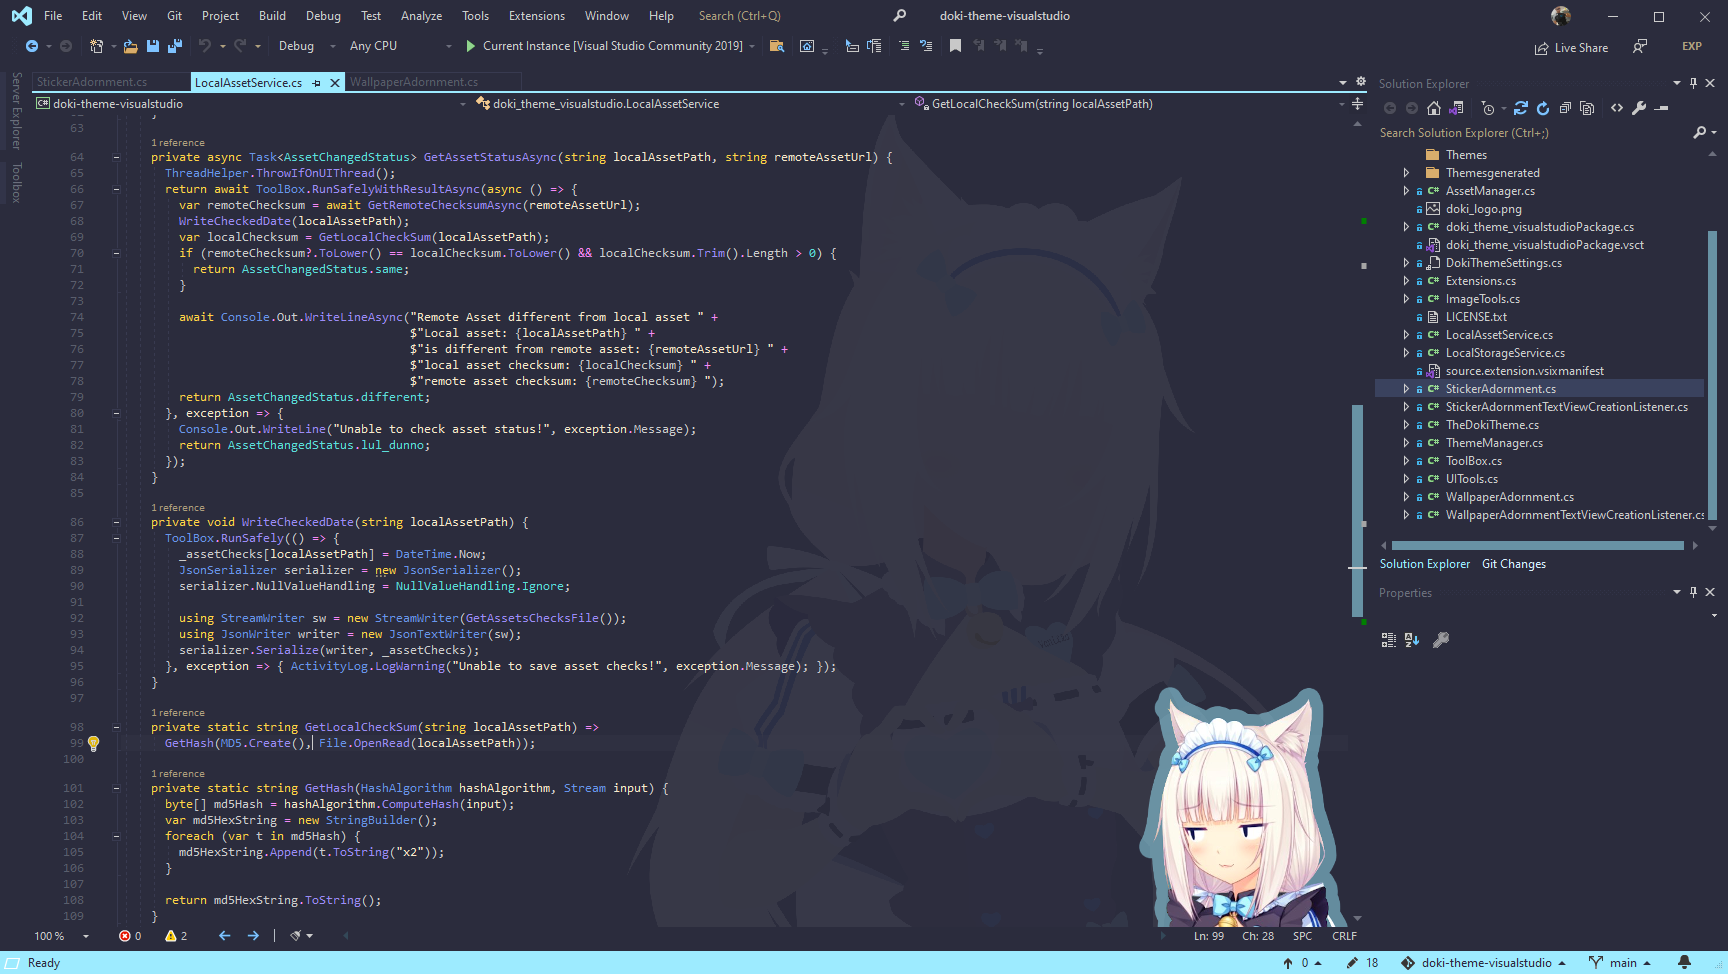 File Edit View Git Project Build Debug Test Analyze Tools Extensions Window Help Search (Ctrl+Q) doki-theme-visualstudio
Debug Any CPU Current Instance [Visual Studio Community 2019] Live Share EXP
Server Explorer
Toolbox
StickerAdornment.cs LocalAssetService.cs WallpaperAdornment.cs
doki-theme-visualstudio doki_theme_visualstudio.LocalAssetService GetLocalCheckSum(string localAssetPath)
63
1 reference
64 private async Task<AssetChangedStatus> GetAssetStatusAsync(string localAssetPath, string remoteAssetUrl) {
65 ThreadHelper.ThrowIfOnUIThread();
66 return await ToolBox.RunSafelyWithResultAsync(async () => {
67 var remoteChecksum = await GetRemoteChecksumAsync(remoteAssetUrl);
68 WriteCheckedDate(localAssetPath);
69 var localChecksum = GetLocalCheckSum(localAssetPath);
70 if (remoteChecksum?.ToLower() == localChecksum.ToLower() && localChecksum.Trim().Length > 0) {
71 return AssetChangedStatus.same;
72 }
73
74 await Console.Out.WriteLineAsync("Remote Asset different from local asset " +
75 $"Local asset: {localAssetPath} " +
76 $"is different from remote asset: {remoteAssetUrl} " +
77 $"local asset checksum: {localChecksum} " +
78 $"remote asset checksum: {remoteChecksum} ");
79 return AssetChangedStatus.different;
80 }, exception => {
81 Console.Out.WriteLine("Unable to check asset status!", exception.Message);
82 return AssetChangedStatus.lul_dunno;
83 });
84 }
85
1 reference
86 private void WriteCheckedDate(string localAssetPath) {
87 ToolBox.RunSafely(() => {
88 _assetChecks[localAssetPath] = DateTime.Now;
89 JsonSerializer serializer = new JsonSerializer();
90 serializer.NullValueHandling = NullValueHandling.Ignore;
91
92 using StreamWriter sw = new StreamWriter(GetAssetsChecksFile());
93 using JsonWriter writer = new JsonTextWriter(sw);
94 serializer.Serialize(writer, _assetChecks);
95 }, exception => { ActivityLog.LogWarning("Unable to save asset checks!", exception.Message); });
96 }
97
1 reference
98 private static string GetLocalCheckSum(string localAssetPath) =>
99 GetHash(MD5.Create(), File.OpenRead(localAssetPath));
100
1 reference
101 private static string GetHash(HashAlgorithm hashAlgorithm, Stream input) {
102 byte[] md5Hash = hashAlgorithm.ComputeHash(input);
103 var md5HexString = new StringBuilder();
104 foreach (var t in md5Hash) {
105 md5HexString.Append(t.ToString("x2"));
106 }
107
108 return md5HexString.ToString();
109 }
100 % 0 2 Ln: 99 Ch: 28 SPC CRLF
Solution Explorer
Search Solution Explorer (Ctrl+;)
Themes
Themesgenerated
C# AssetManager.cs
doki_logo.png
C# doki_theme_visualstudioPackage.cs
doki_theme_visualstudioPackage.vsct
DokiThemeSettings.cs
C# Extensions.cs
C# ImageTools.cs
LICENSE.txt
C# LocalAssetService.cs
C# LocalStorageService.cs
source.extension.vsixmanifest
C# StickerAdornment.cs
C# StickerAdornmentTextViewCreationListener.cs
C# TheDokiTheme.cs
C# ThemeManager.cs
C# ToolBox.cs
C# UITools.cs
C# WallpaperAdornment.cs
C# WallpaperAdornmentTextViewCreationListener.cs
Solution Explorer Git Changes
Properties
Ready 0 18 doki-theme-visualstudio main